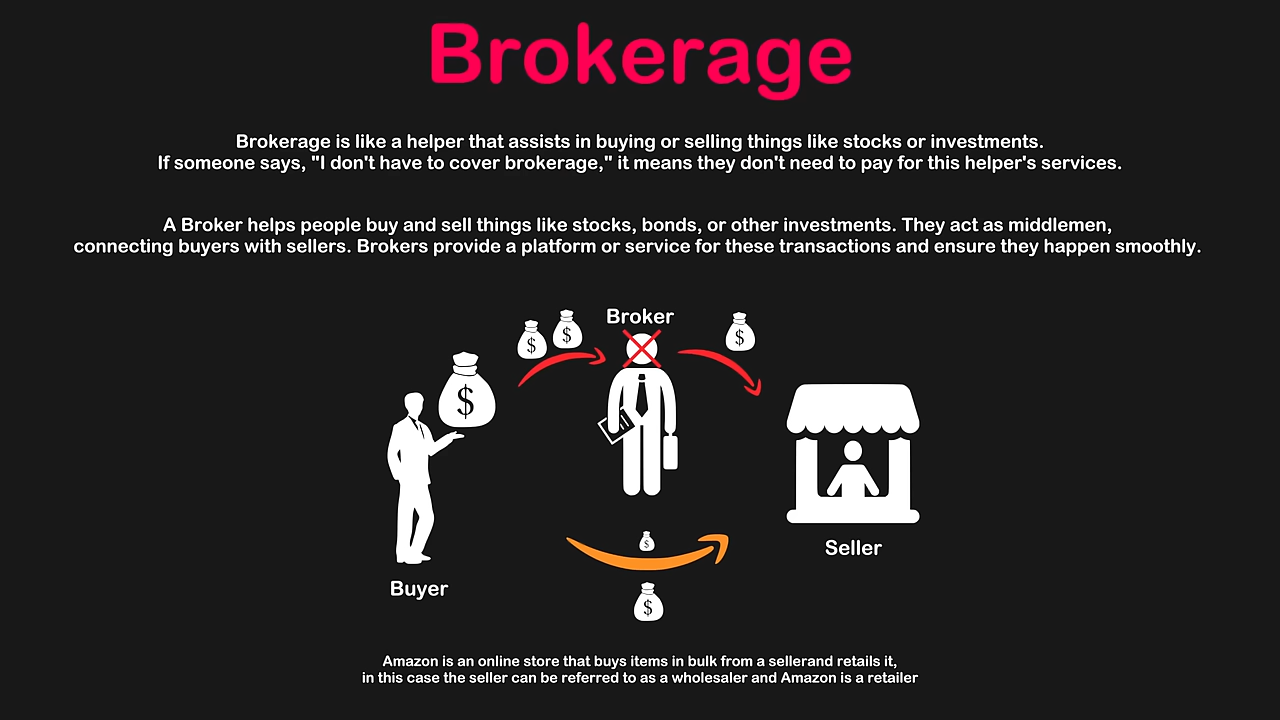 Brokerage
Brokerage is like a helper that assists in buying or selling things like stocks or investments.
If someone says, "I don't have to cover brokerage," it means they don't need to pay for this helper's services.
A Broker helps people buy and sell things like stocks, bonds, or other investments. They act as middlemen,
connecting buyers with sellers. Brokers provide a platform or service for these transactions and ensure they happen smoothly.
Broker
$
$
$
$
$
$
Seller
Buyer
Amazon is an online store that buys items in bulk from a sellerand retails it,
in this case the seller can be referred to as a wholesaler and Amazon is a retailer